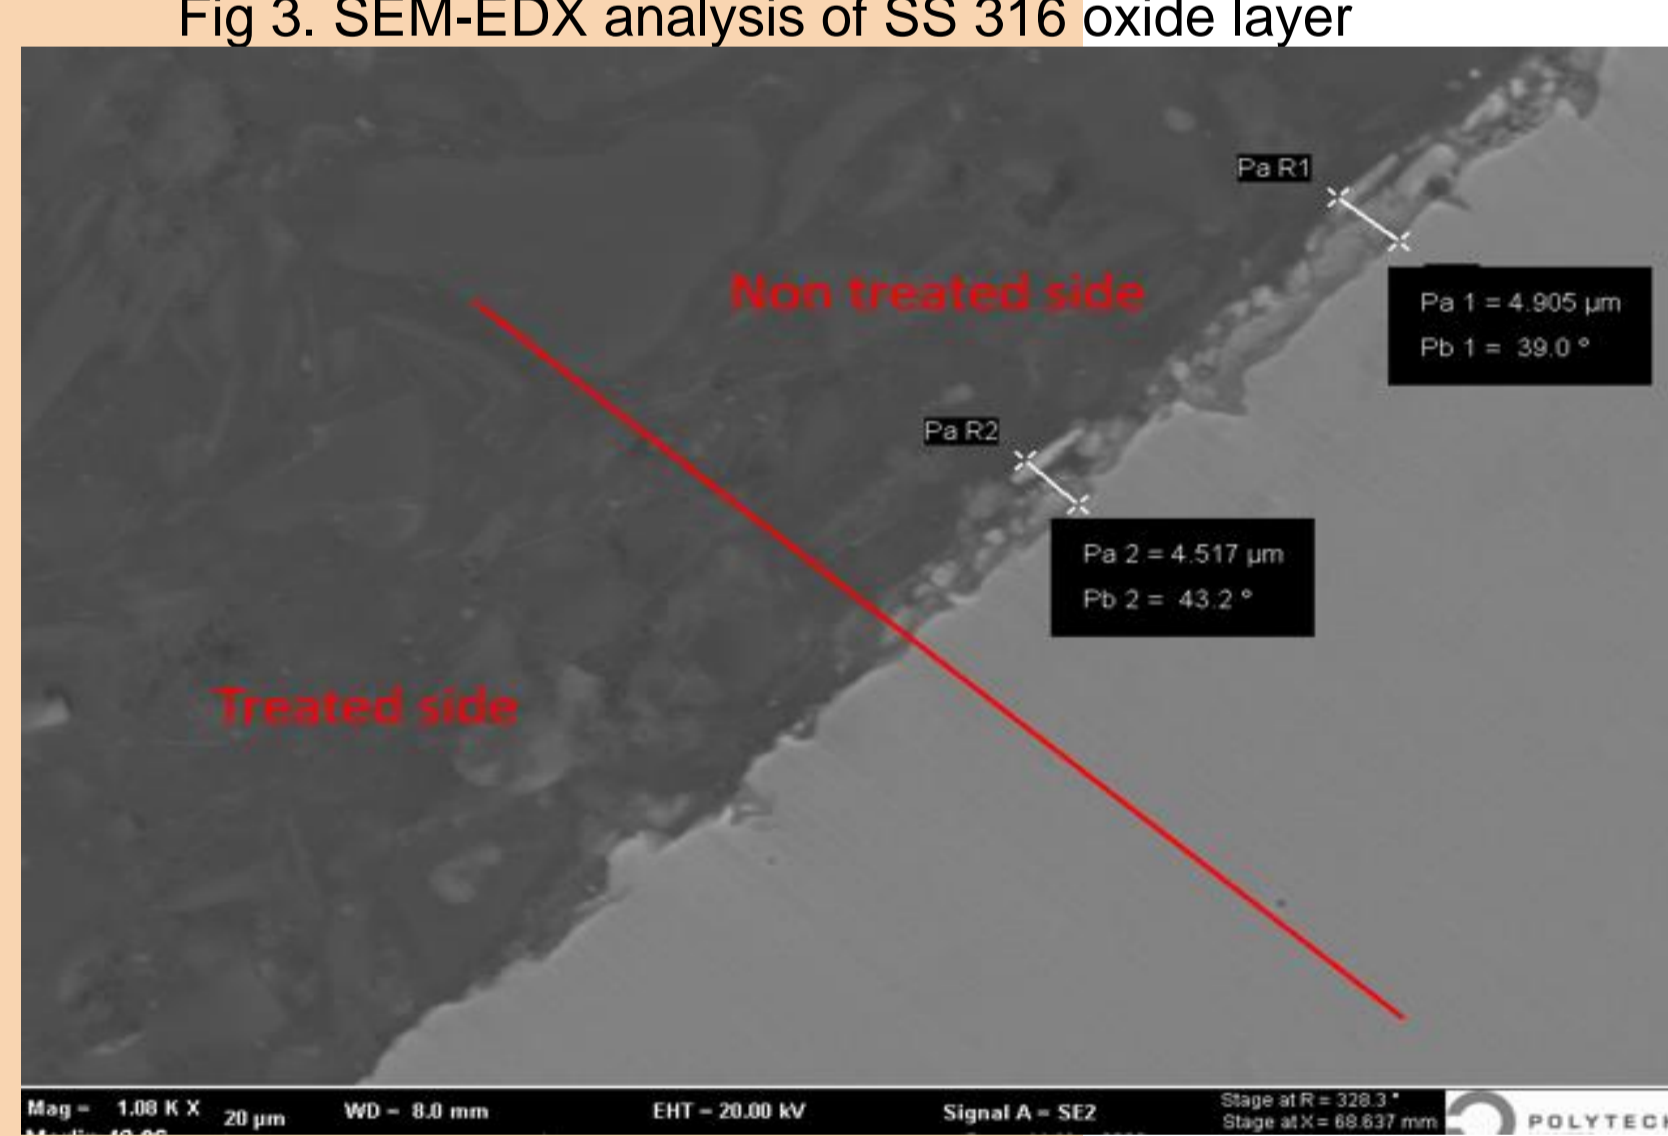 Fig 3. SEM-EDX analysis of SS 316 oxide layer
Pa R1
Pa 1 = 4.905 µm
Pb 1 = 39.0 °
Non treated side
Pa R2
Pa 2 = 4.517 µm
Pb 2 = 43.2 °
Treated side
Mag = 1.08 K X
20 µm
WD = 8.0 mm
EHT = 20.00 kV
Signal A = SE2
Stage at R = 328.3 °
Stage at X = 68.637 mm